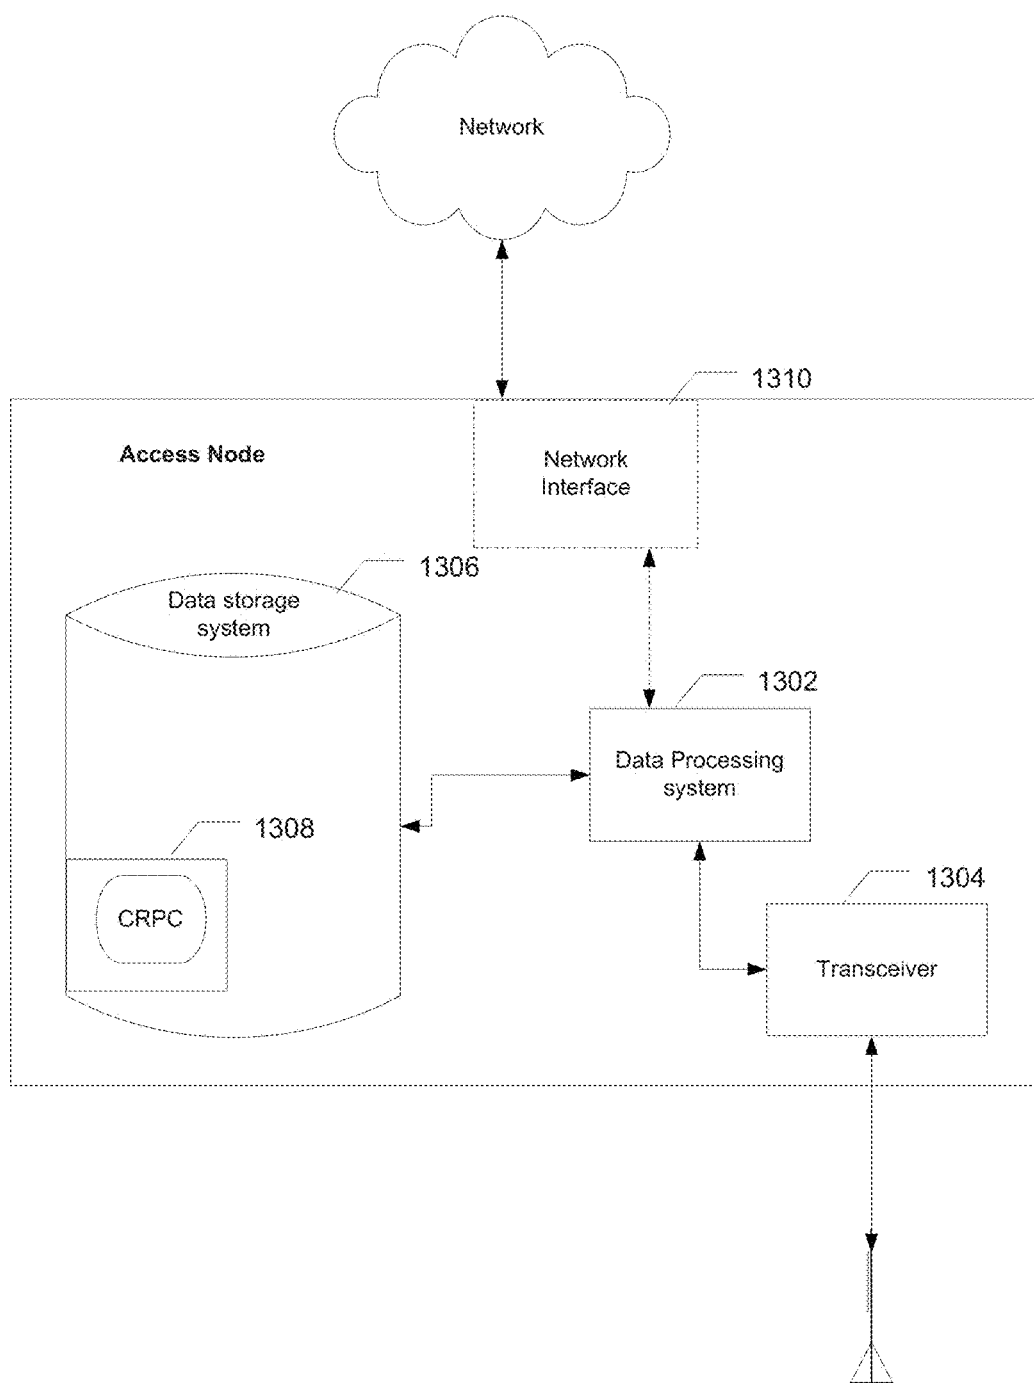 Network
1310
Access Node
Network
Interface
1306
Data storage
system
1302
Data Processing
system
1308
CRPC
1304
Transceiver